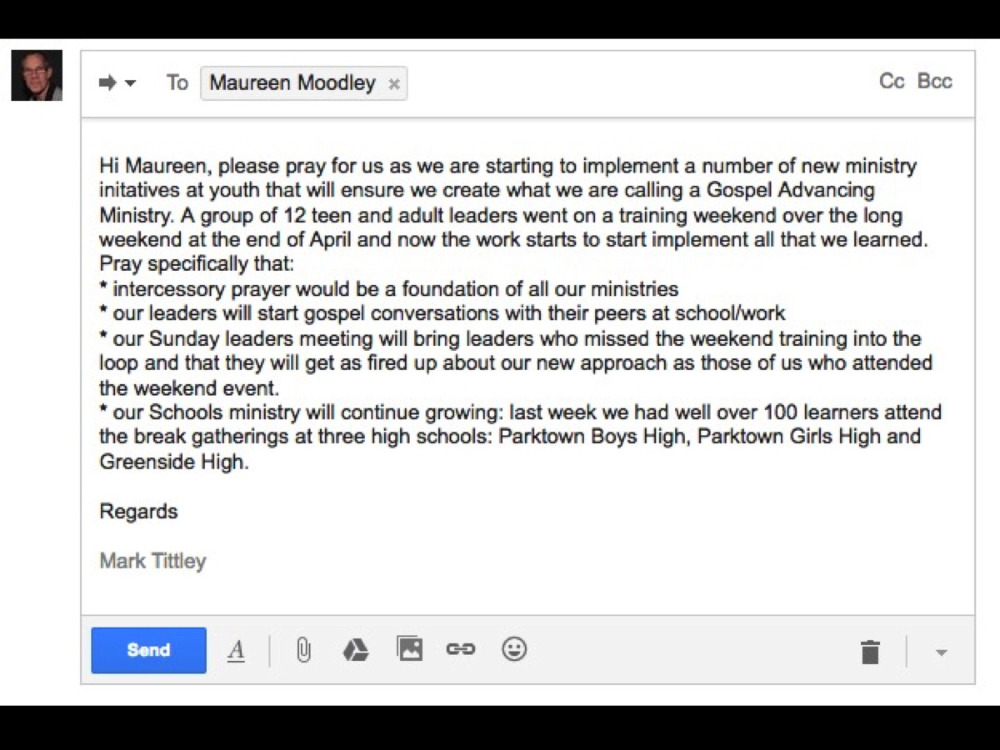 To Maureen Moodley × Cc Bcc
Hi Maureen, please pray for us as we are starting to implement a number of new ministry
initatives at youth that will ensure we create what we are calling a Gospel Advancing
Ministry. A group of 12 teen and adult leaders went on a training weekend over the long
weekend at the end of April and now the work starts to start implement all that we learned.
Pray specifically that:
* intercessory prayer would be a foundation of all our ministries
* our leaders will start gospel conversations with their peers at school/work
* our Sunday leaders meeting will bring leaders who missed the weekend training into the
loop and that they will get as fired up about our new approach as those of us who attended
the weekend event.
* our Schools ministry will continue growing: last week we had well over 100 learners attend
the break gatherings at three high schools: Parktown Boys High, Parktown Girls High and
Greenside High.
Regards
Mark Tittley
Send A